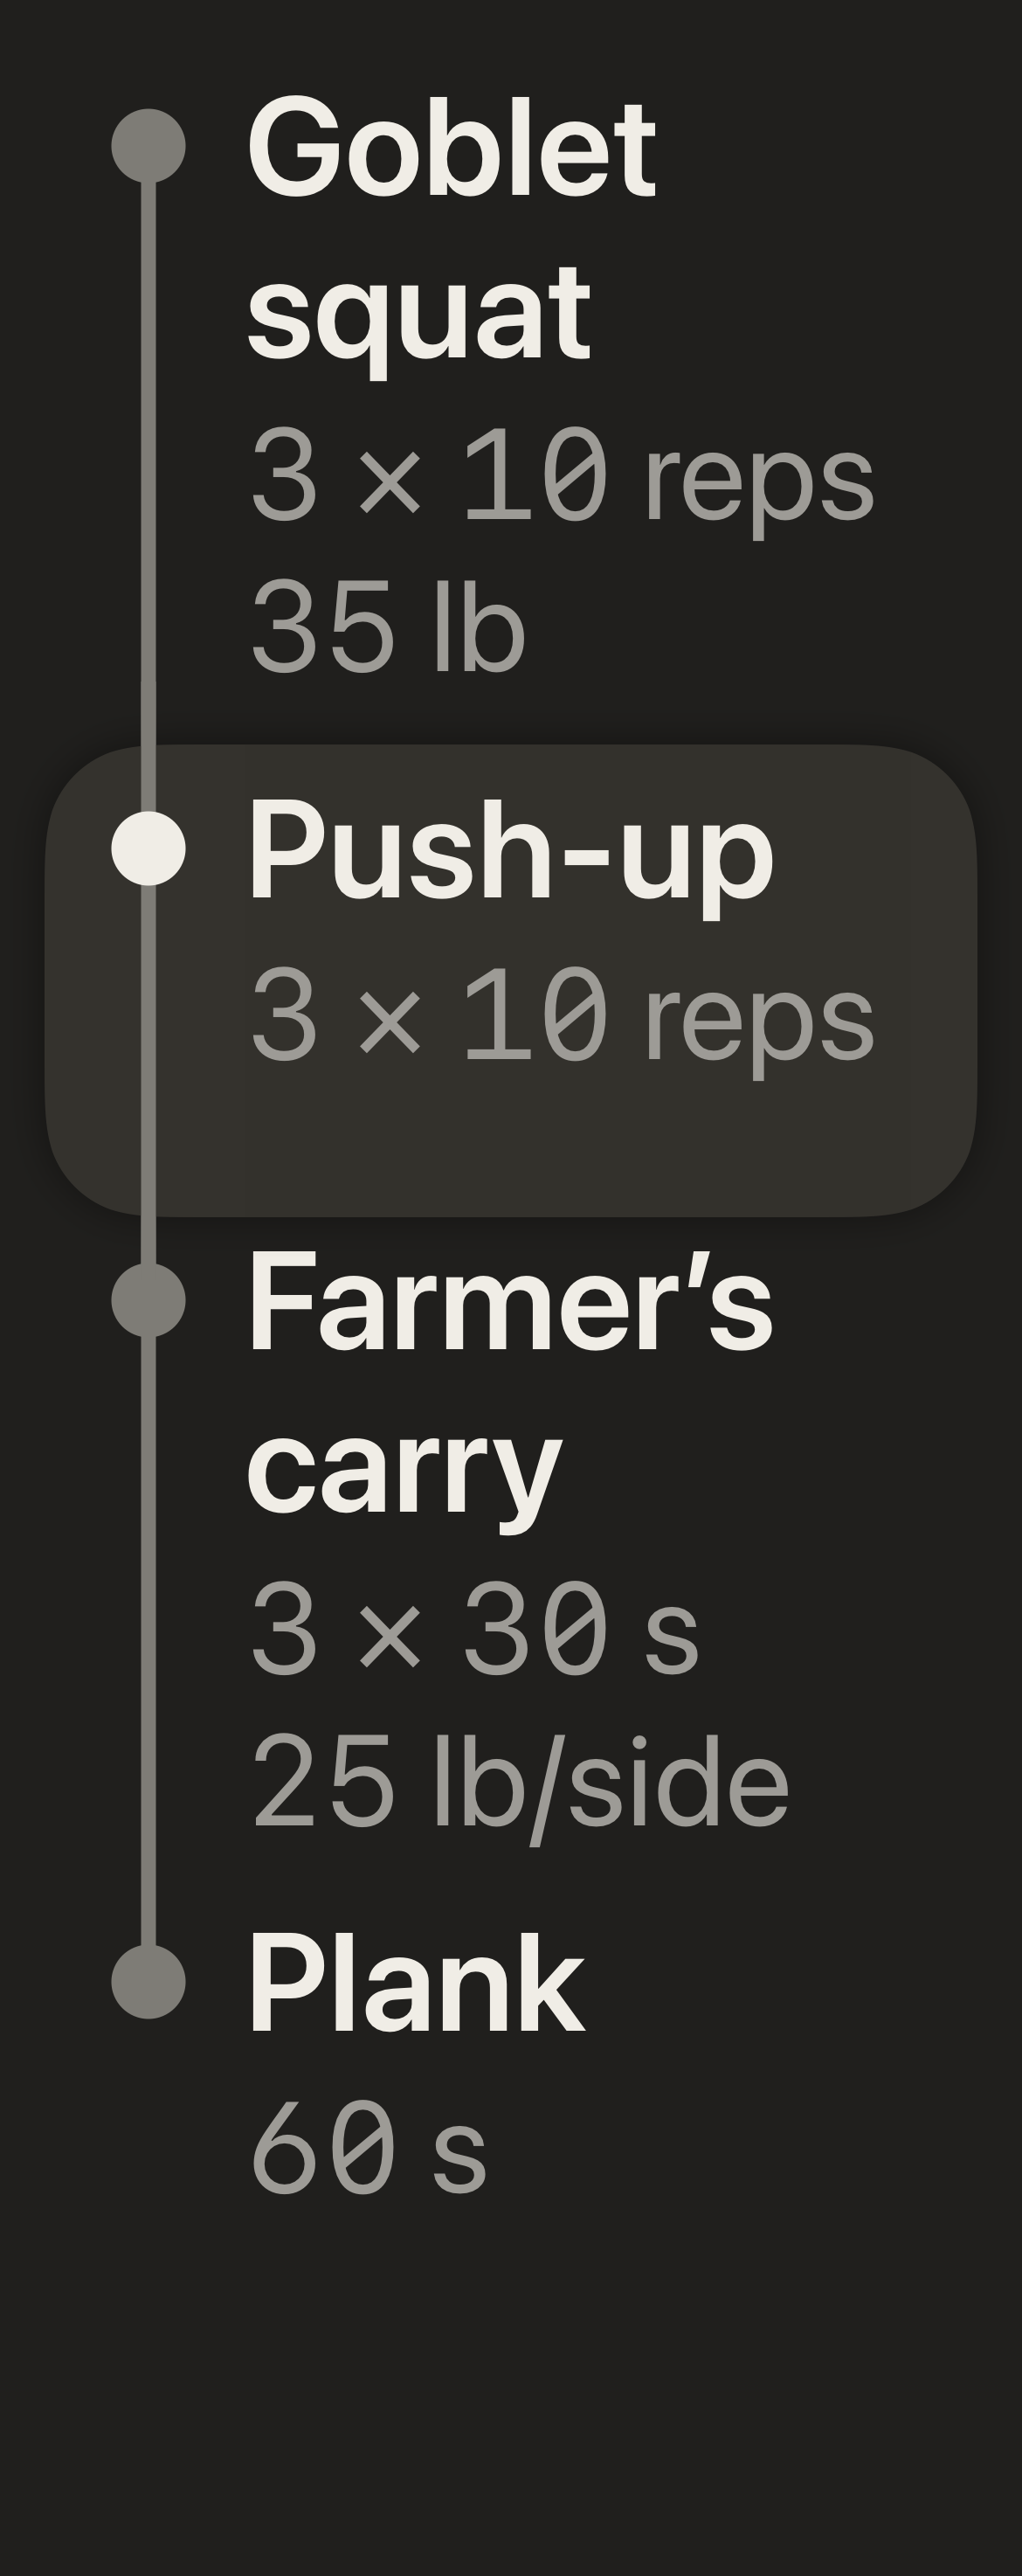 Goblet
squat
3 × 10 reps
35 lb
Push-up
3 × 10 reps
Farmer’s
carry
3 × 30 s
25 lb/side
Plank
60 s